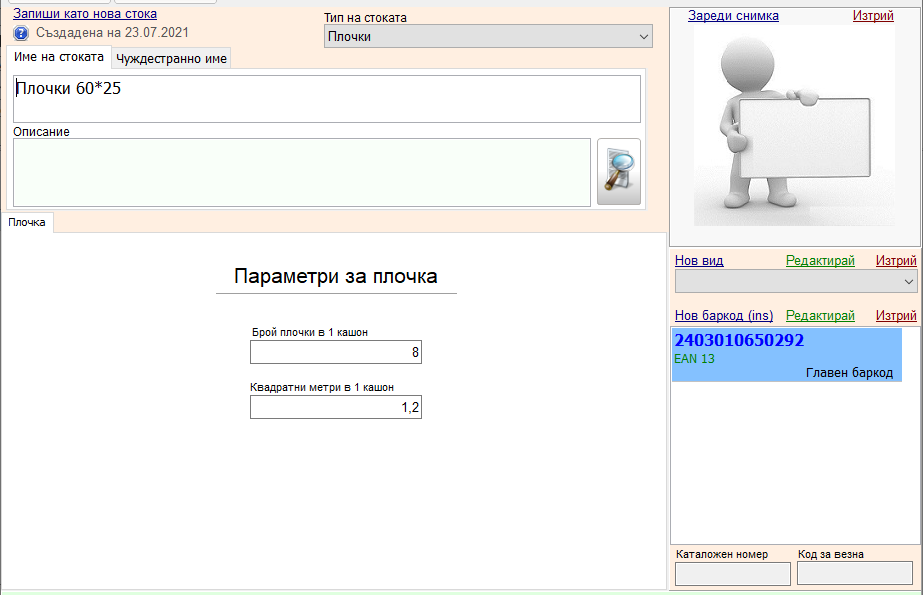 Запиши като нова стока
Създадена на 23.07.2021
Тип на стоката
Плочки
Име на стоката
Чуждестранно име
Плочки 60*25
Описание
Плочка
Параметри за плочка
Брой плочки в 1 кашон
8
Квадратни метри в 1 кашон
1,2
Зареди снимка
Изтрий
Нов вид
Редактирай
Изтрий
Нов баркод (ins)
Редактирай
Изтрий
2403010650292
EAN 13
Главен баркод
Каталожен номер
Код за везна